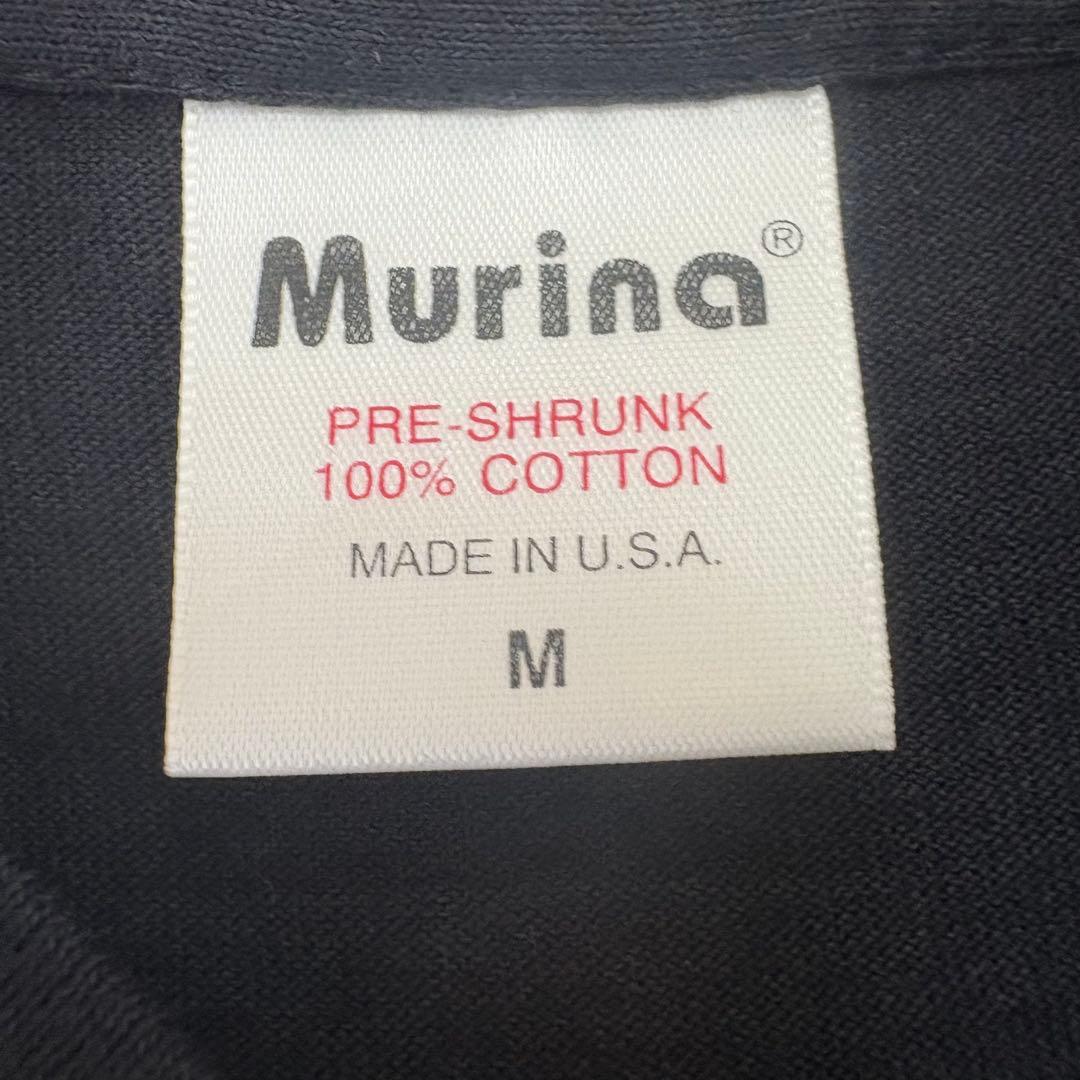 Murina®
PRE-SHRUNK
100% COTTON
MADE IN U.S.A.
M